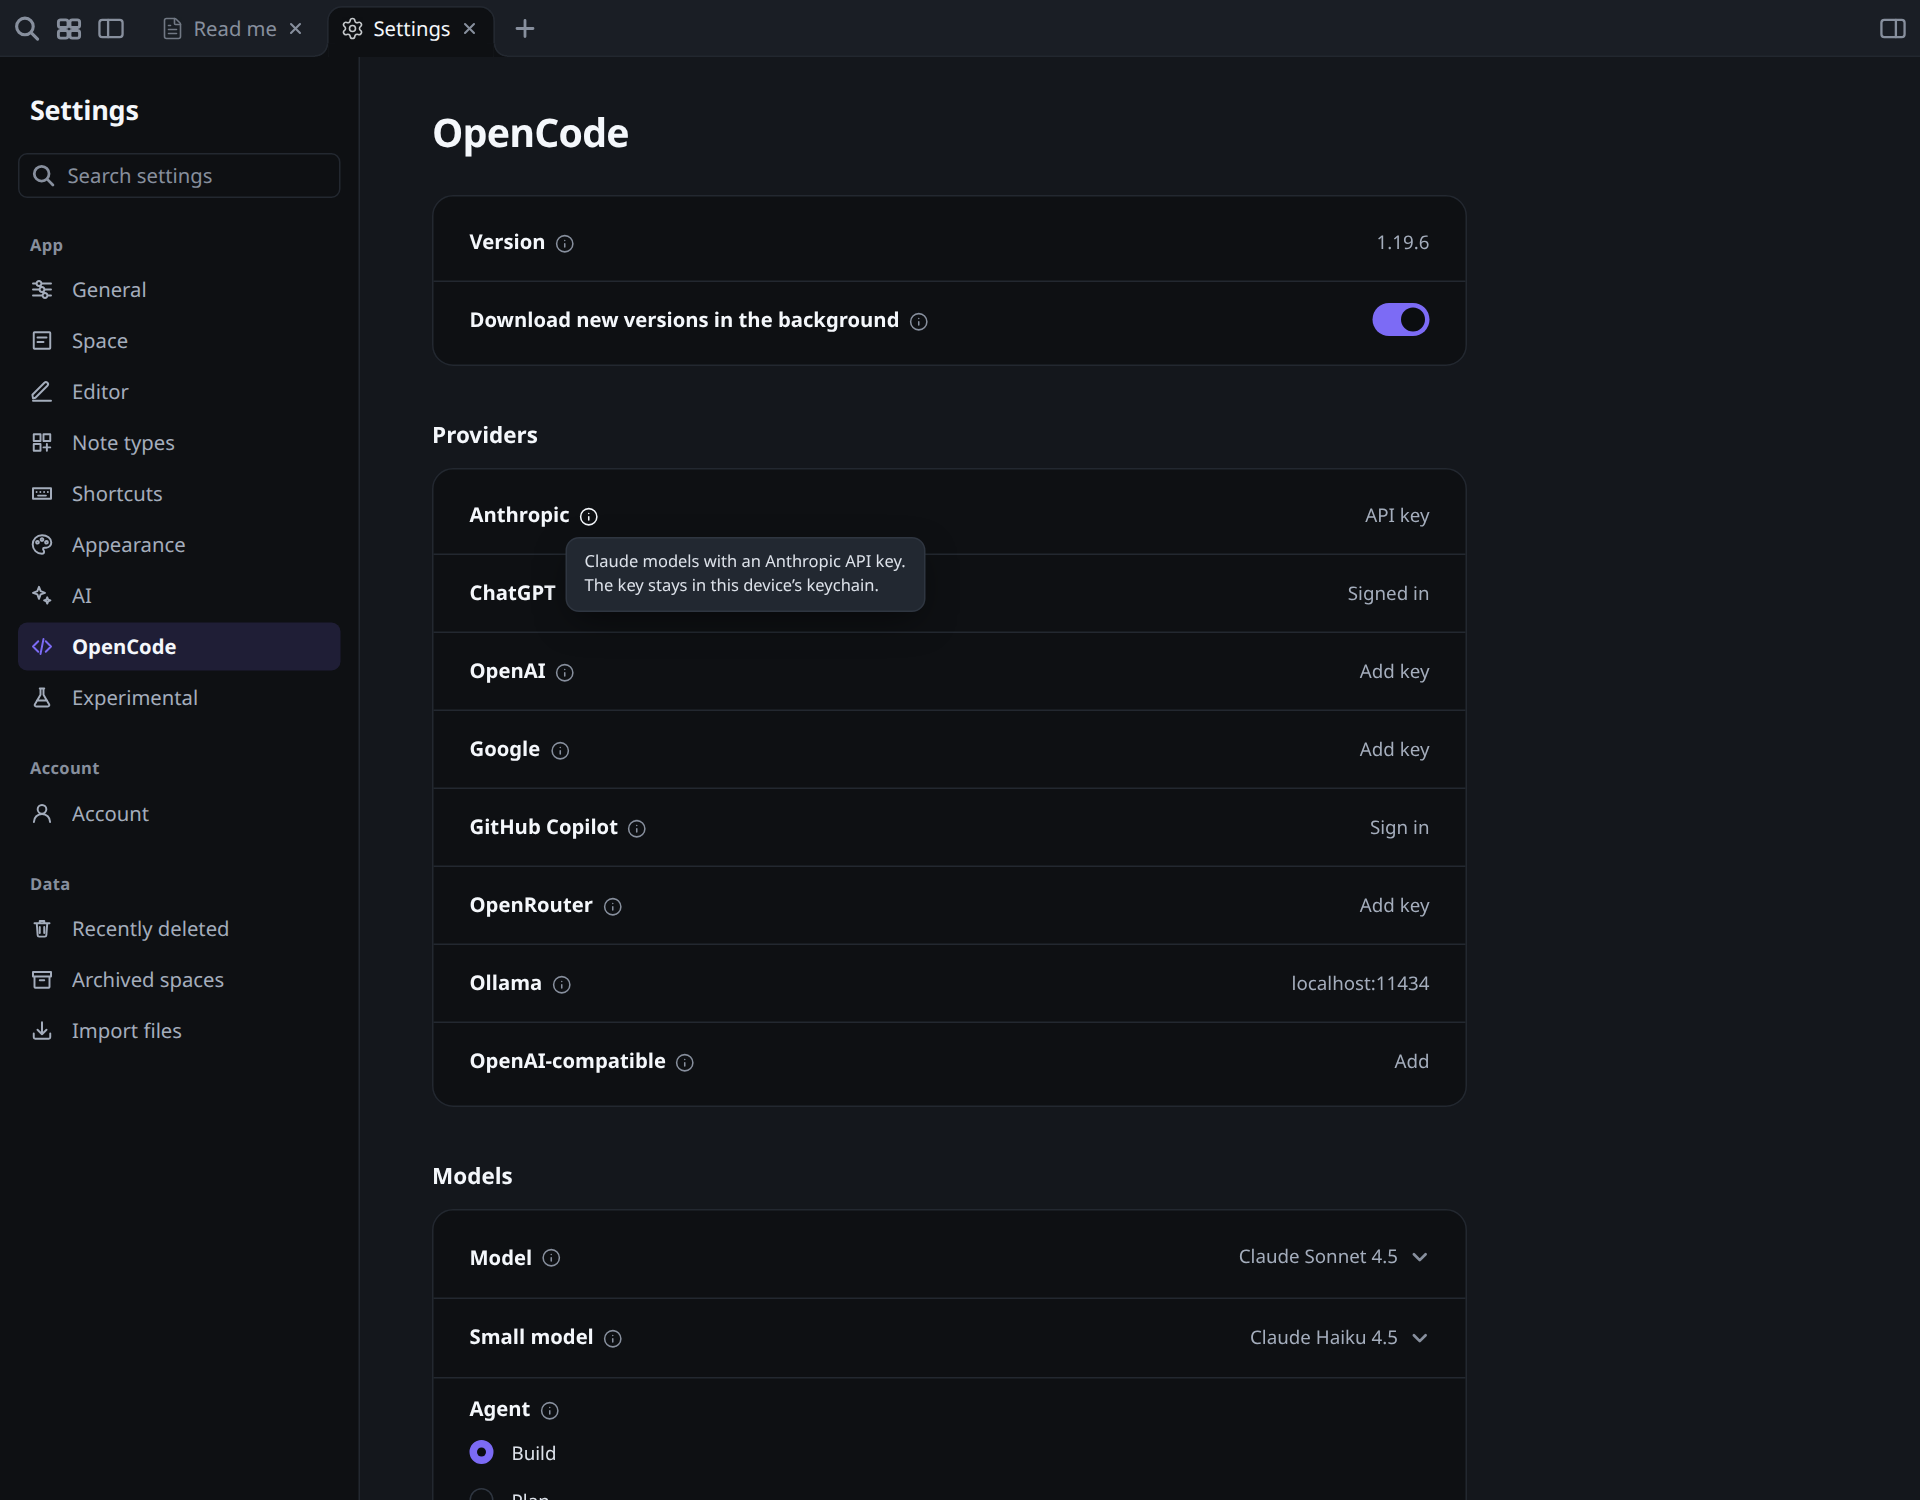 Read me
Settings
Settings
Search settings
App
General
Space
Editor
Note types
Shortcuts
Appearance
AI
OpenCode
Experimental
Account
Account
Data
Recently deleted
Archived spaces
Import files
OpenCode
Version 1.19.6
Download new versions in the background
Providers
Anthropic API key
Claude models with an Anthropic API key.
The key stays in this device’s keychain.
ChatGPT Signed in
OpenAI Add key
Google Add key
GitHub Copilot Sign in
OpenRouter Add key
Ollama localhost:11434
OpenAI-compatible Add
Models
Model Claude Sonnet 4.5
Small model Claude Haiku 4.5
Agent
Build
Plan